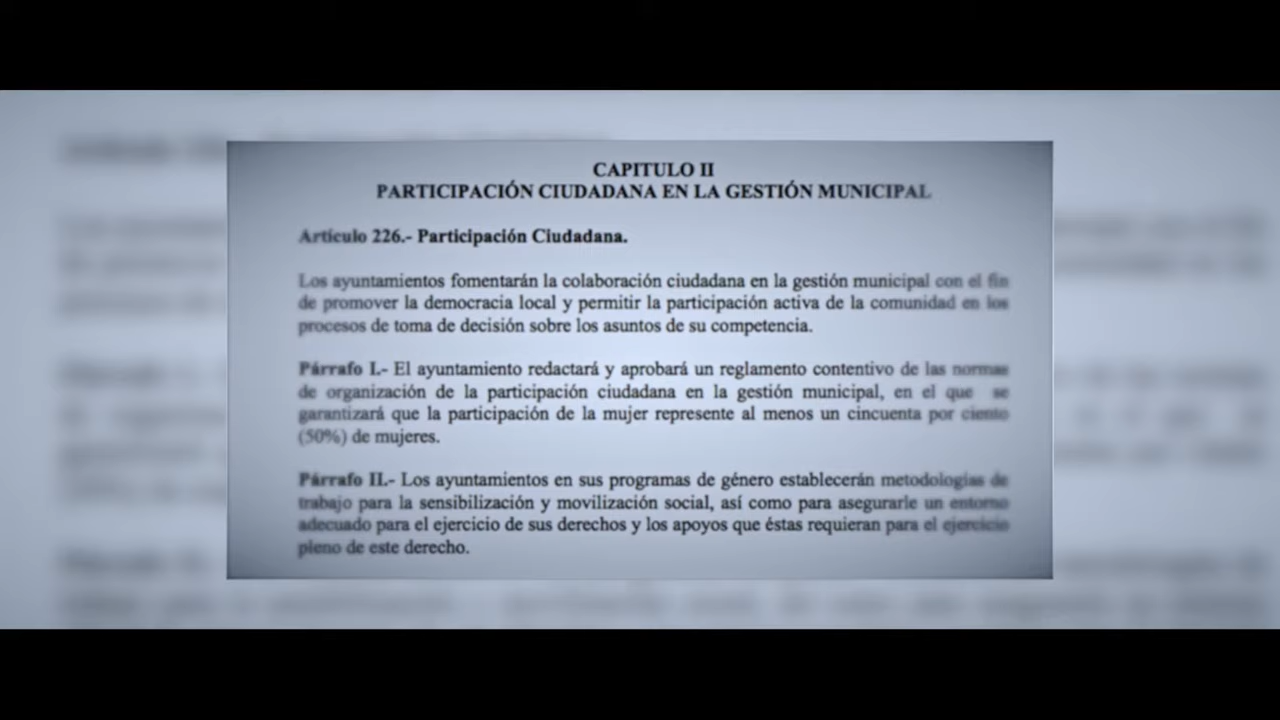 CAPITULO II
PARTICIPACIÓN CIUDADANA EN LA GESTIÓN MUNICIPAL
Artículo 226.- Participación Ciudadana.
Los ayuntamientos fomentarán la colaboración ciudadana en la gestión municipal con el fin
de promover la democracia local y permitir la participación activa de la comunidad en los
procesos de toma de decisión sobre los asuntos de su competencia.
Párrafo I.- El ayuntamiento redactará y aprobará un reglamento contentivo de las normas
de organización de la participación ciudadana en la gestión municipal, en el que se
garantizará que la participación de la mujer represente al menos un cincuenta por ciento
(50%) de mujeres.
Párrafo II.- Los ayuntamientos en sus programas de género establecerán metodologías de
trabajo para la sensibilización y movilización social, así como para asegurarle un entorno
adecuado para el ejercicio de sus derechos y los apoyos que éstas requieran para el ejercicio
pleno de este derecho.